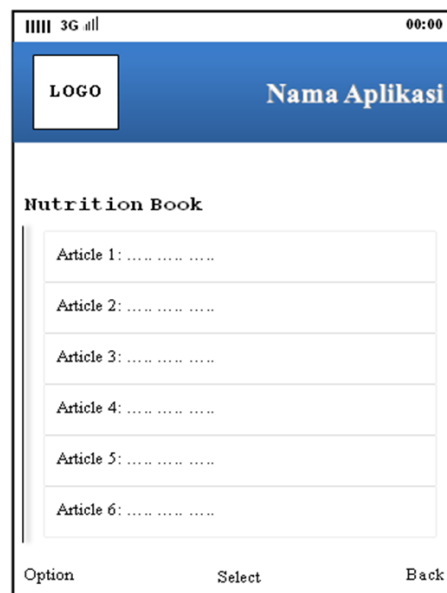 3G 00:00
LOGO Nama Aplikasi
Nutrition Book
Article 1: ..... ..... .....
Article 2: ..... ..... .....
Article 3: ..... ..... .....
Article 4: ..... ..... .....
Article 5: ..... ..... .....
Article 6: ..... ..... .....
Option Select Back